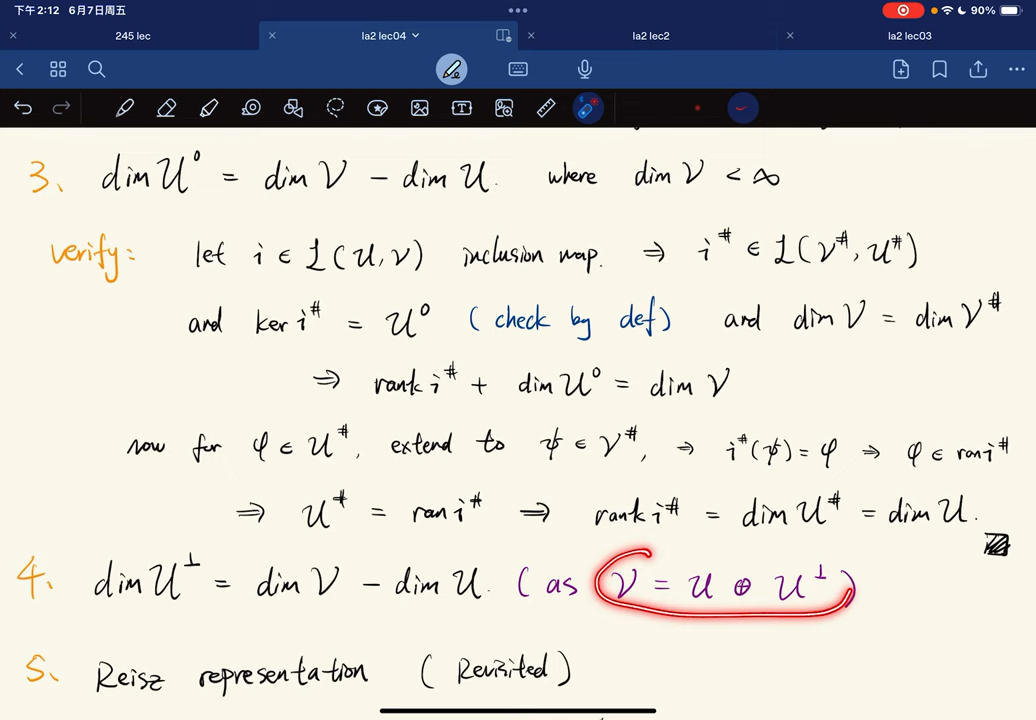 下午2:12 6月7日周五
90%
245 lec
la2 lec04
la2 lec2
la2 lec03
3、 dim U⁰ = dim V − dim U. where dim V < ∞
verify: let i ∈ L(U, V) inclusion map. ⇒ i^# ∈ L(V^#, U^#)
and ker i^# = U⁰ (check by def) and dim V = dim V^#
⇒ rank i^# + dim U⁰ = dim V
now for φ ∈ U^#, extend to ψ ∈ V^#, ⇒ i^#(ψ) = φ ⇒ φ ∈ ran i^#
⇒ U^# = ran i^# ⇒ rank i^# = dim U^# = dim U.
4、 dim U^⊥ = dim V − dim U. (as V = U ⊕ U^⊥)
5、 Reisz representation (Revisited)